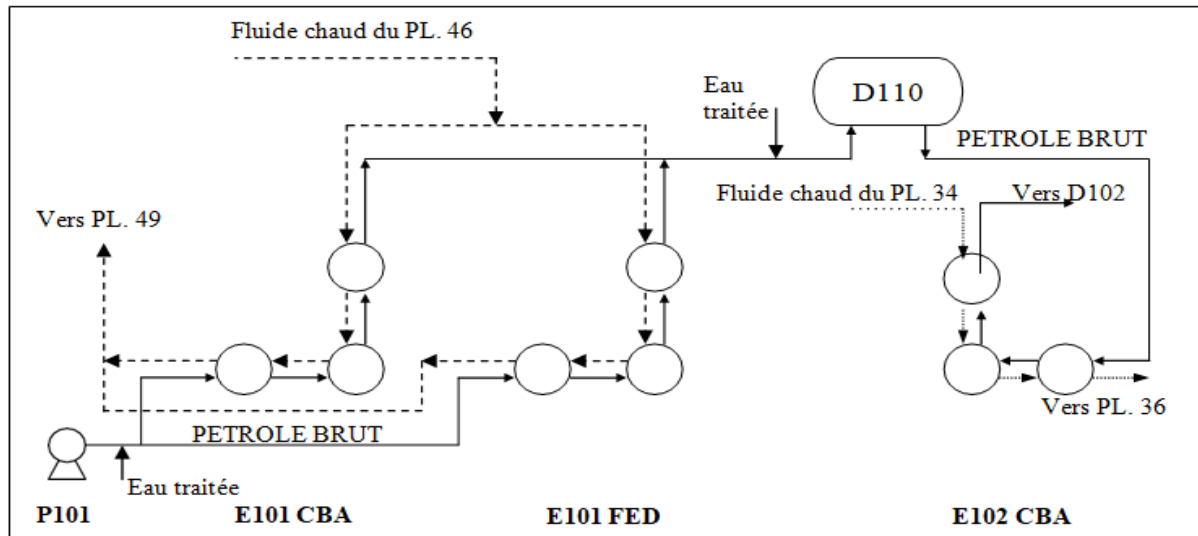 Fluide chaud du PL. 46
Eau
traitée
D110
PETROLE BRUT
Fluide chaud du PL. 34
Vers D102
Vers PL. 49
Vers PL. 36
PETROLE BRUT
Eau traitée
P101
E101 CBA
E101 FED
E102 CBA